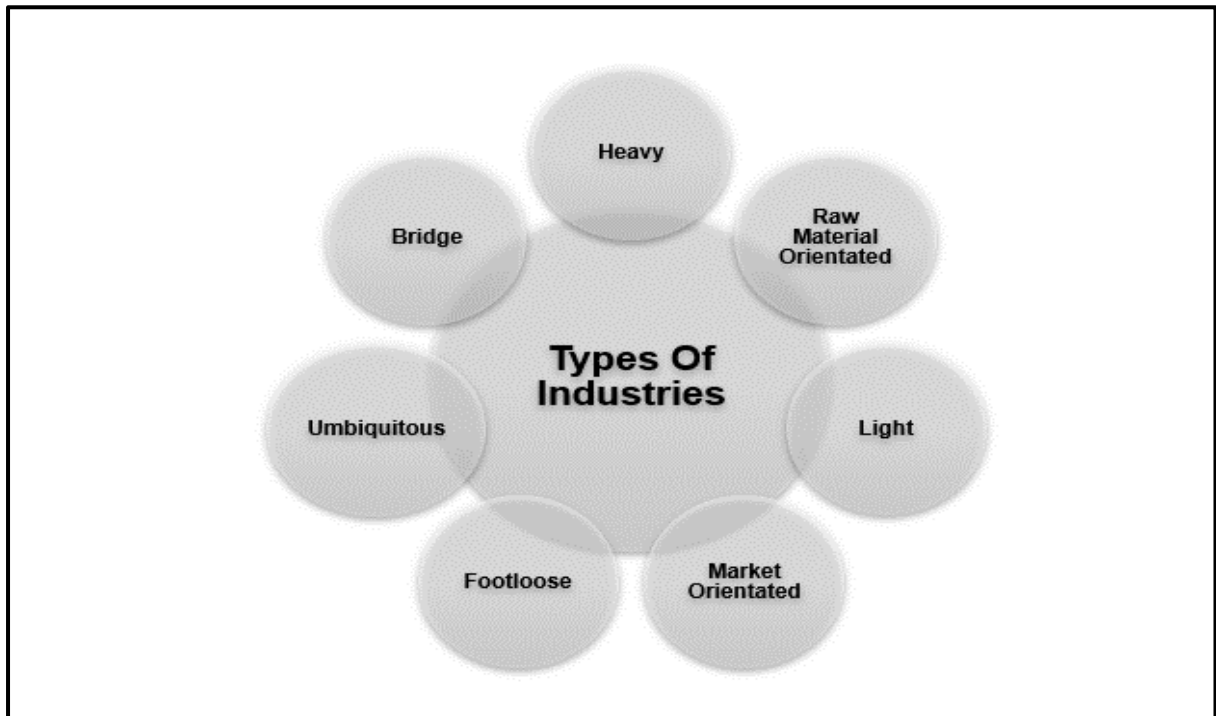 Heavy
Raw
Material
Orientated
Bridge
Types Of
Industries
Umbiquitous
Light
Footloose
Market
Orientated